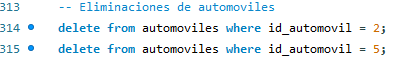 313 -- Eliminaciones de automoviles
314 delete from automoviles where id_automovil = 2;
315 delete from automoviles where id_automovil = 5;